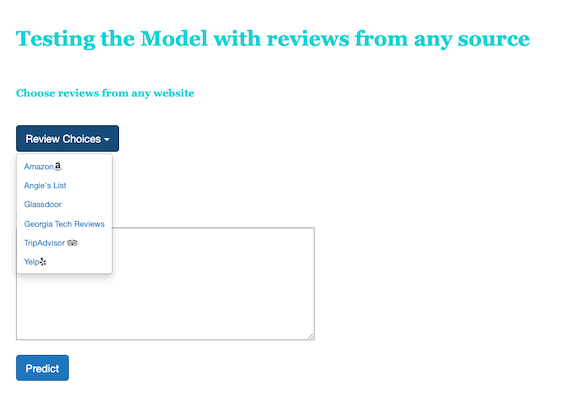 Testing the Model with reviews from any source
Choose reviews from any website
Review Choices
Amazon
Angie's List
Glassdoor
Georgia Tech Reviews
TripAdvisor
Yelp
Predict